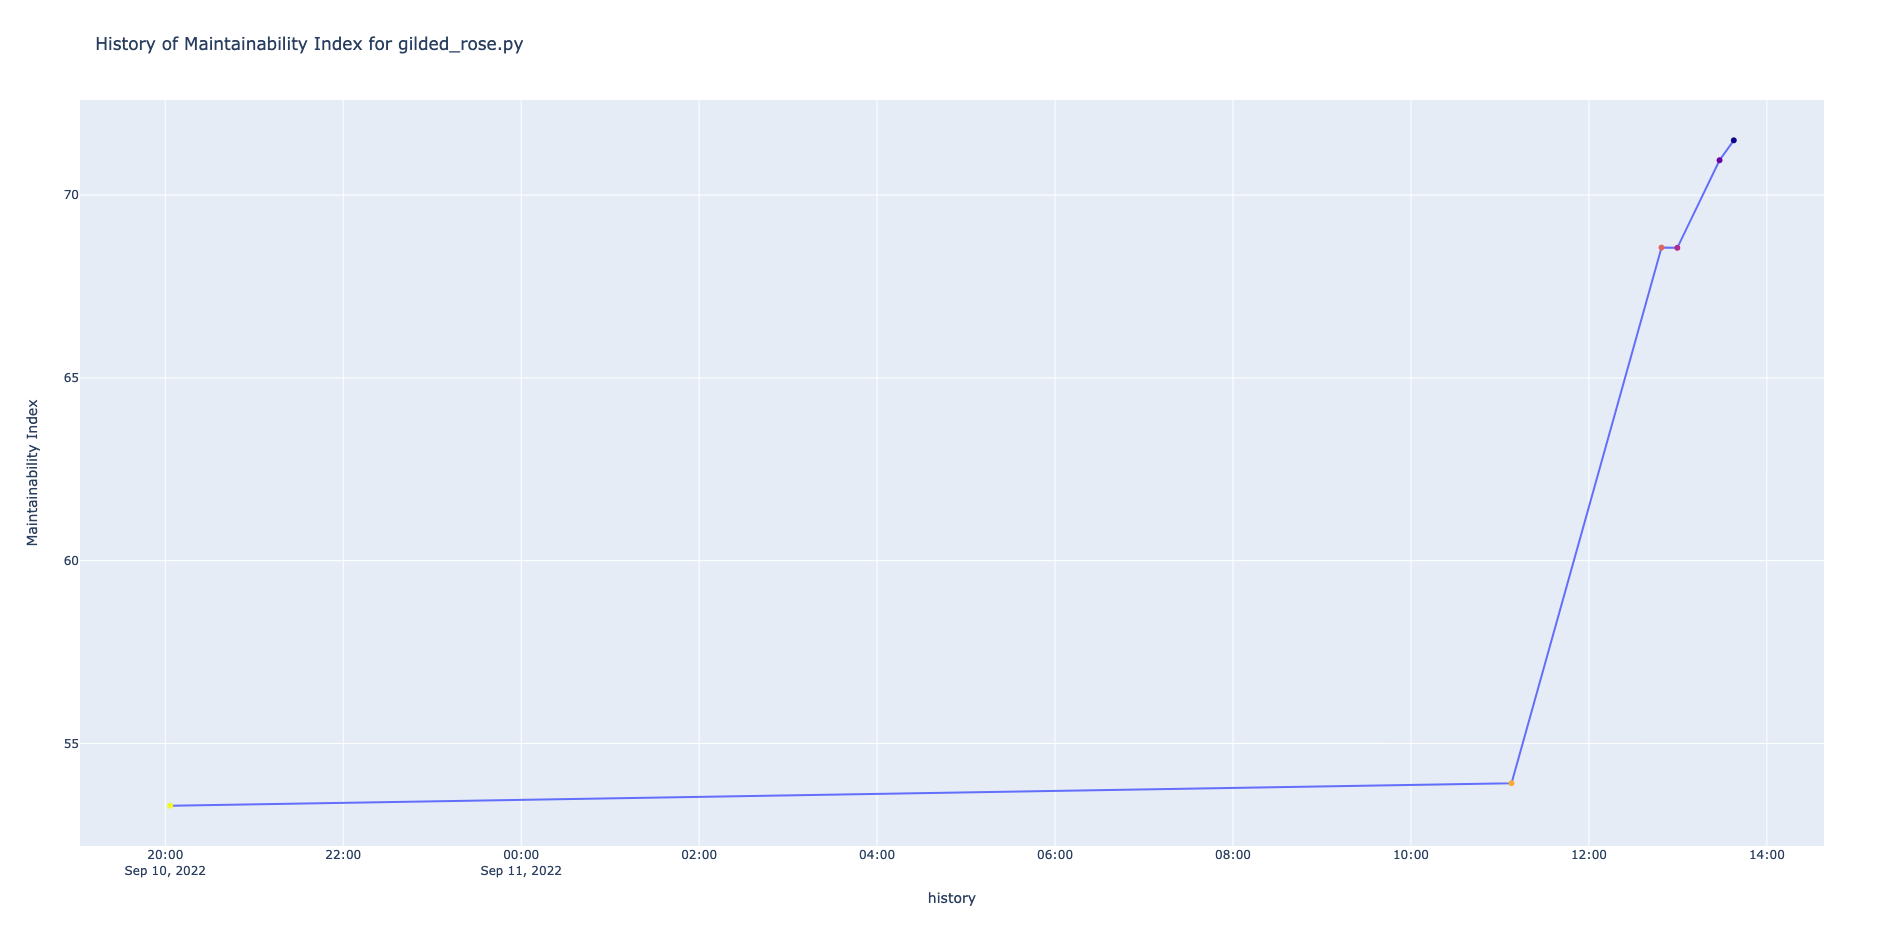 History of Maintainability Index for gilded_rose.py
Maintainability Index
70
65
60
55
20:00 22:00 00:00 02:00 04:00 06:00 08:00 10:00 12:00 14:00
Sep 10, 2022 Sep 11, 2022
history